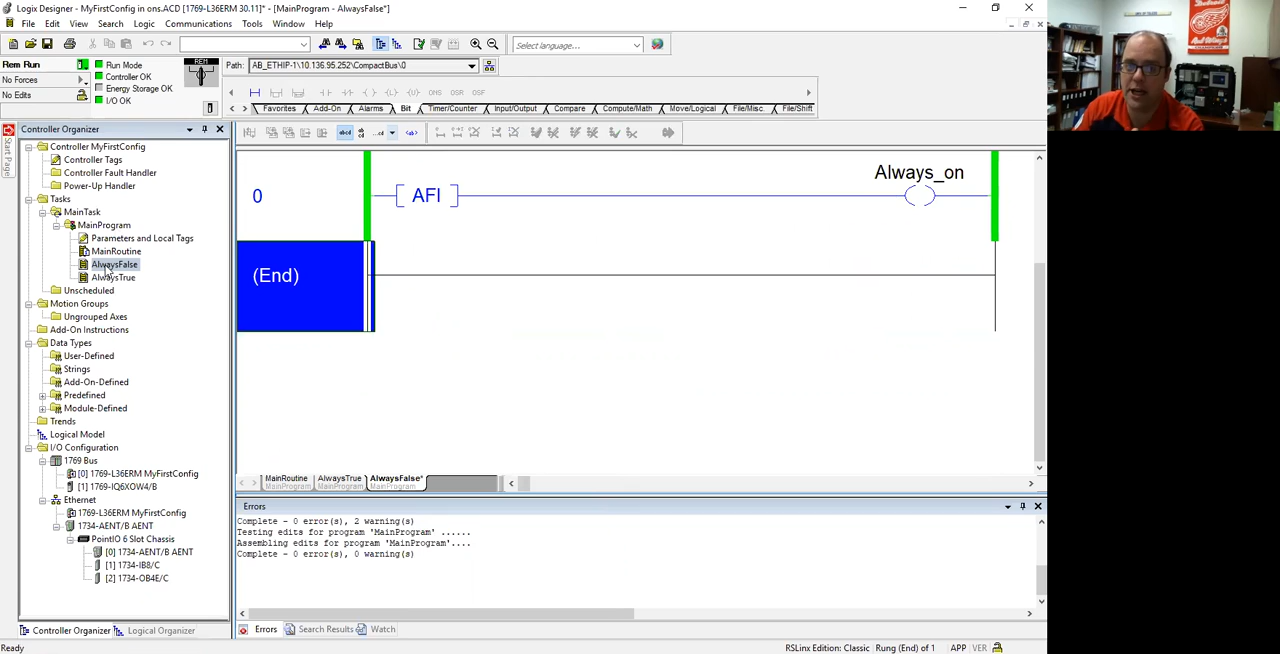 Logix Designer - MyFirstConfig in ons.ACD [1769-L36ERM 30.11]* - [MainProgram - AlwaysFalse*]
File Edit View Search Logic Communications Tools Window Help
Select language...
Rem Run
No Forces
No Edits
Run Mode
Controller OK
Energy Storage OK
I/O OK
REM
Path: AB_ETHIP-1\10.136.95.252\CompactBus\0
Favorites Add-On Alarms Bit Timer/Counter Input/Output Compare Compute/Math Move/Logical File/Misc. File/Shift
Controller Organizer
Start Page
Controller MyFirstConfig
Controller Tags
Controller Fault Handler
Power-Up Handler
Tasks
MainTask
MainProgram
Parameters and Local Tags
MainRoutine
AlwaysFalse
AlwaysTrue
Unscheduled
Motion Groups
Ungrouped Axes
Add-On Instructions
Data Types
User-Defined
Strings
Add-On-Defined
Predefined
Module-Defined
Trends
Logical Model
I/O Configuration
1769 Bus
[0] 1769-L36ERM MyFirstConfig
[1] 1769-IQ6XOW4/B
Ethernet
1769-L36ERM MyFirstConfig
1734-AENT/B AENT
PointIO 6 Slot Chassis
[0] 1734-AENT/B AENT
[1] 1734-IB8/C
[2] 1734-OB4E/C
Controller Organizer Logical Organizer
0
AFI
Always_on
(End)
MainRoutine
MainProgram
AlwaysTrue
MainProgram
AlwaysFalse*
MainProgram
Errors
Complete - 0 error(s), 2 warning(s)
Testing edits for program 'MainProgram' ......
Assembling edits for program 'MainProgram'....
Complete - 0 error(s), 0 warning(s)
Errors Search Results Watch
Ready
RSLinx Edition: Classic Rung (End) of 1 APP VER